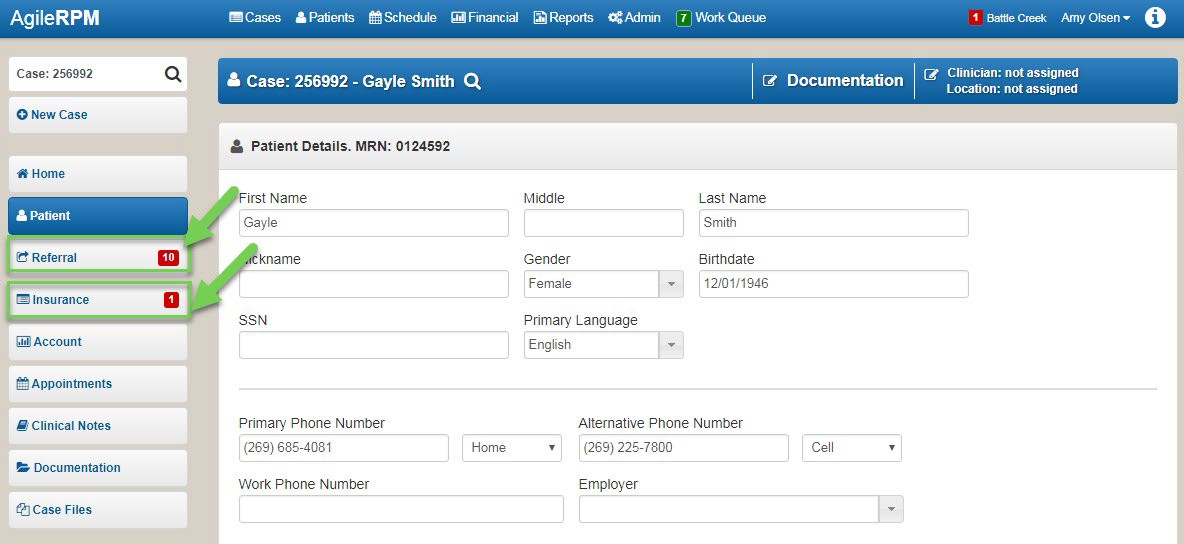 AgileRPM
Cases Patients Schedule Financial Reports Admin 7 Work Queue 1 Battle Creek Amy Olsen
Case: 256992
New Case
Home
Patient
Referral 10
Insurance 1
Account
Appointments
Clinical Notes
Documentation
Case Files
Case: 256992 - Gayle Smith
Documentation
Clinician: not assigned
Location: not assigned
Patient Details. MRN: 0124592
First Name Middle Last Name
Gayle Smith
ickname Gender Birthdate
Female 12/01/1946
SSN Primary Language
English
Primary Phone Number Alternative Phone Number
(269) 685-4081 Home (269) 225-7800 Cell
Work Phone Number Employer